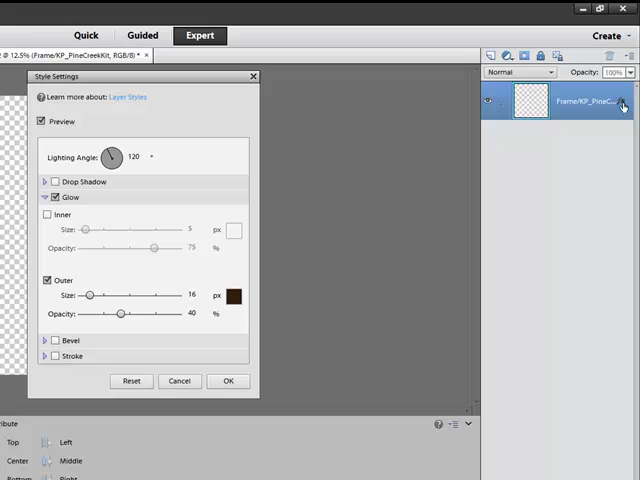 Quick Guided Expert Create
@ 12.5% (Frame/KP_PineCreekKit, RGB/8) *
Style Settings
Normal Opacity: 100%
Learn more about: Layer Styles
Frame/KP_PineC...
Preview
Lighting Angle: 120 °
Drop Shadow
Glow
Inner
Size: 5 px
Opacity: 75 %
Outer
Size: 16 px
Opacity: 40 %
Bevel
Stroke
Reset Cancel OK
Top Left
Center Middle